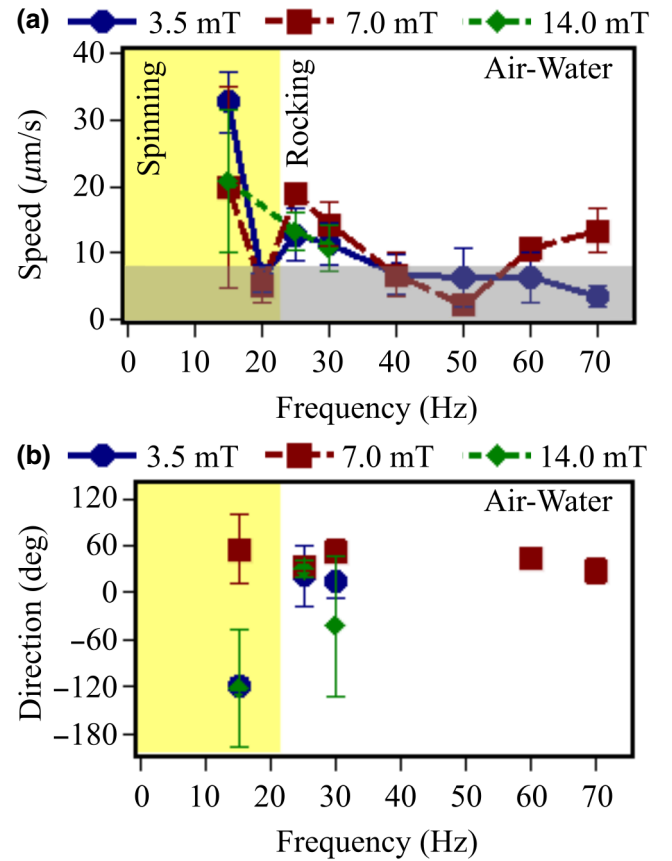 (a) 3.5 mT 7.0 mT 14.0 mT
40
30
20
10
0
Speed (μm/s)
Spinning
Rocking
Air-Water
0 10 20 30 40 50 60 70
Frequency (Hz)
(b) 3.5 mT 7.0 mT 14.0 mT
120
60
0
−60
−120
−180
Direction (deg)
Air-Water
0 10 20 30 40 50 60 70
Frequency (Hz)